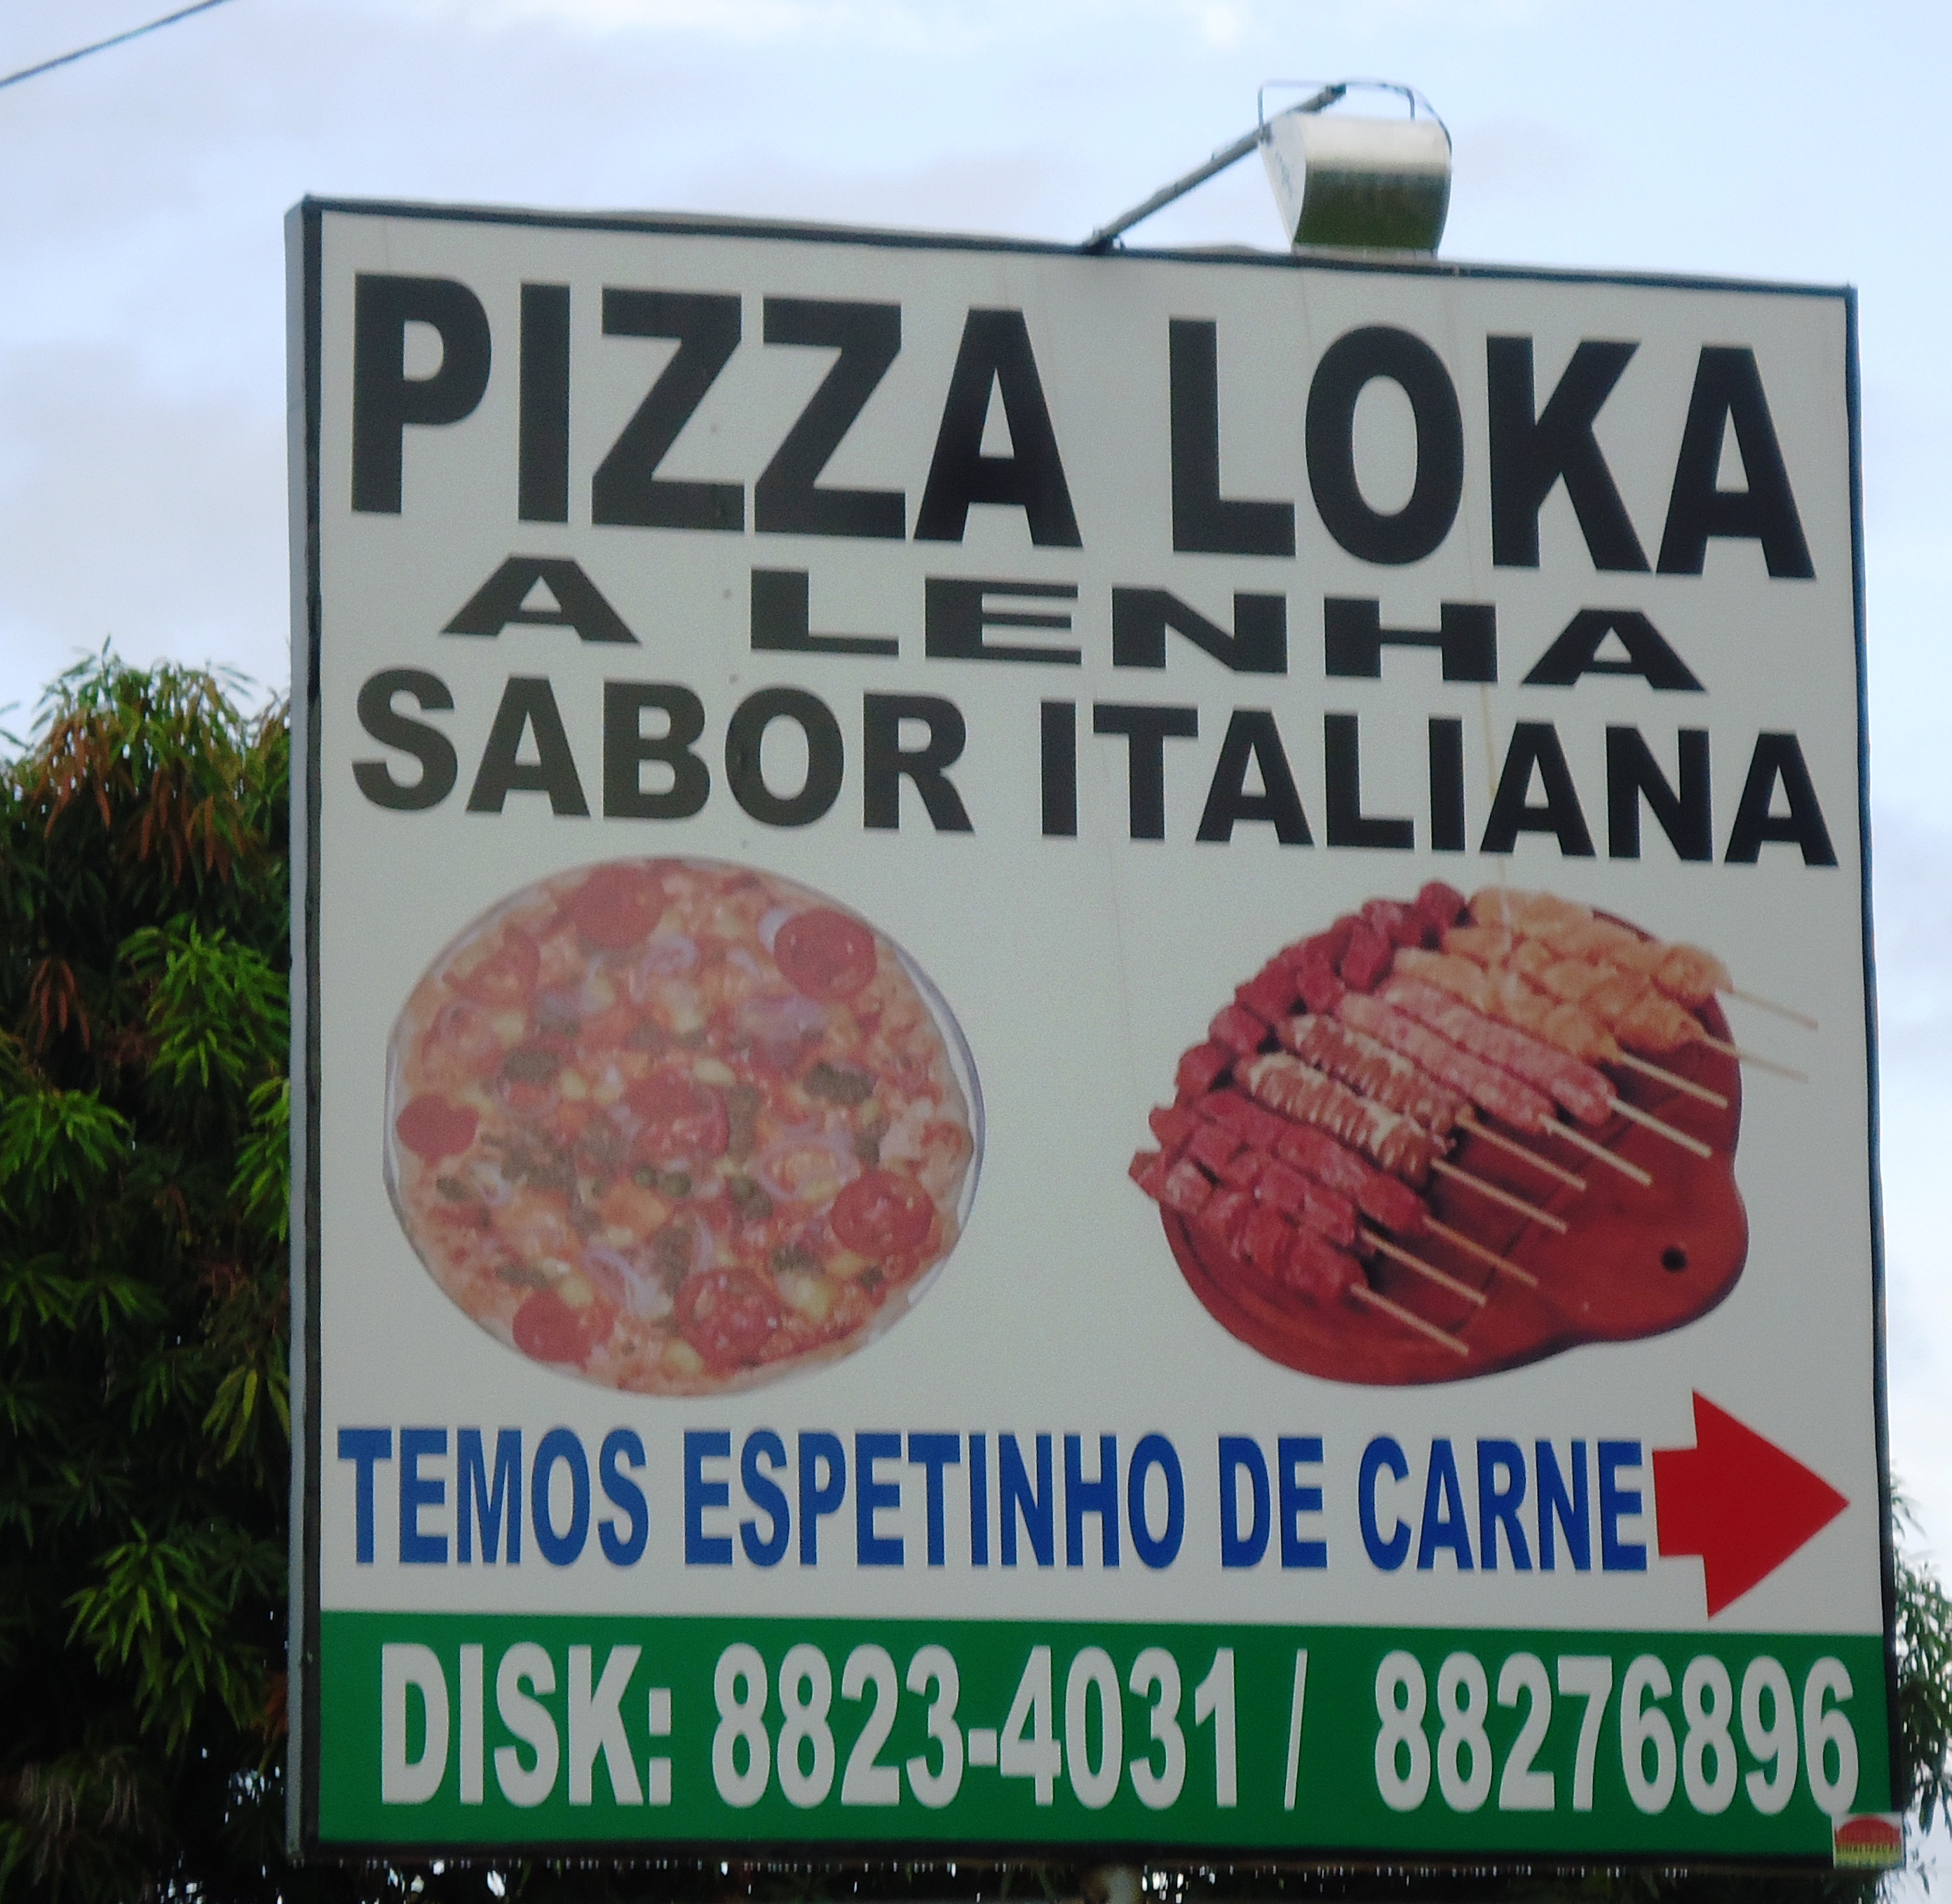 PIZZA LOKA
A LENHA
SABOR ITALIANA
TEMOS ESPETINHO DE CARNE
DISK: 8823-4031 / 88276896